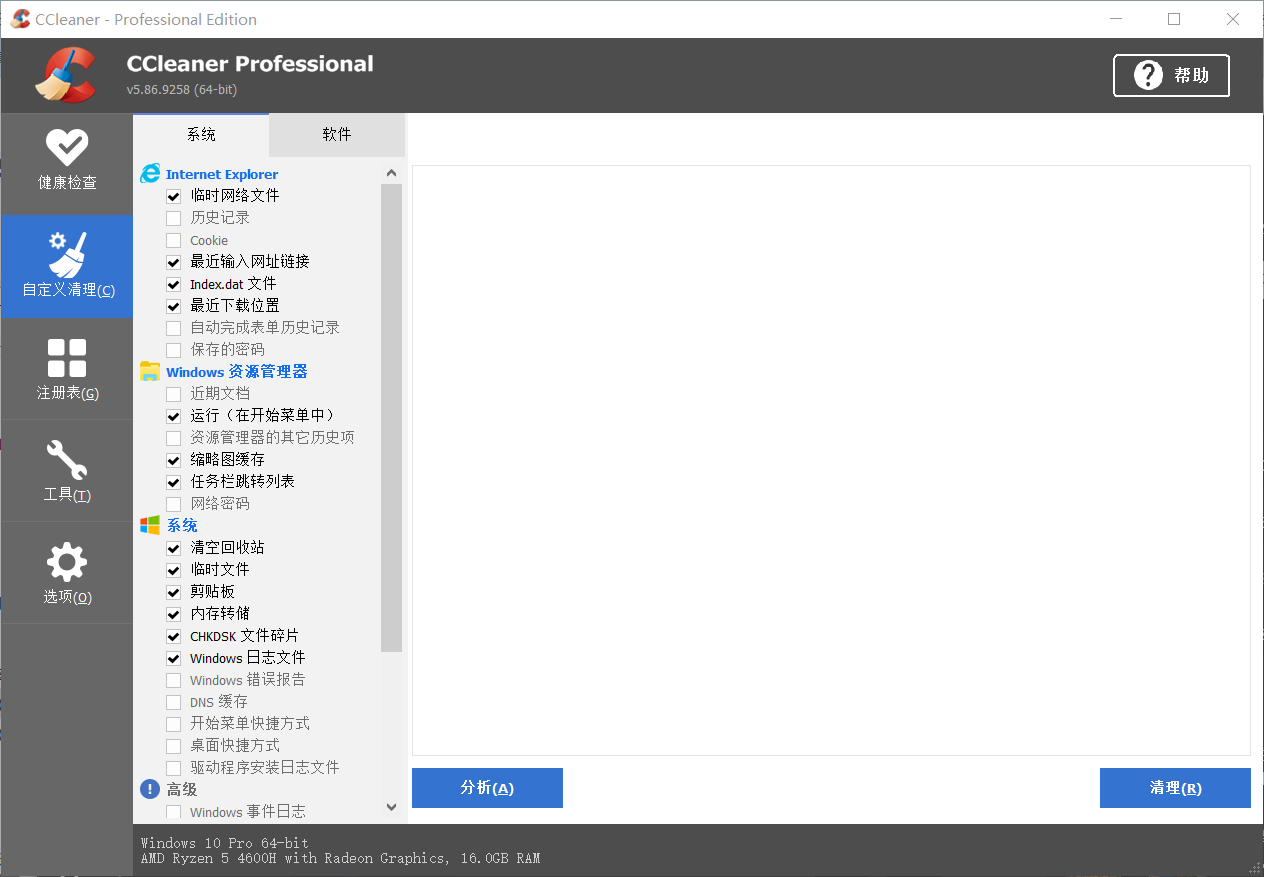 CCleaner - Professional Edition
CCleaner Professional
v5.86.9258 (64-bit)
帮助
健康检查
自定义清理(C)
注册表(G)
工具(T)
选项(O)
系统
软件
Internet Explorer
临时网络文件
历史记录
Cookie
最近输入网址链接
Index.dat 文件
最近下载位置
自动完成表单历史记录
保存的密码
Windows 资源管理器
近期文档
运行（在开始菜单中）
资源管理器的其它历史项
缩略图缓存
任务栏跳转列表
网络密码
系统
清空回收站
临时文件
剪贴板
内存转储
CHKDSK 文件碎片
Windows 日志文件
Windows 错误报告
DNS 缓存
开始菜单快捷方式
桌面快捷方式
驱动程序安装日志文件
高级
Windows 事件日志
分析(A)
清理(R)
Windows 10 Pro 64-bit
AMD Ryzen 5 4600H with Radeon Graphics, 16.0GB RAM